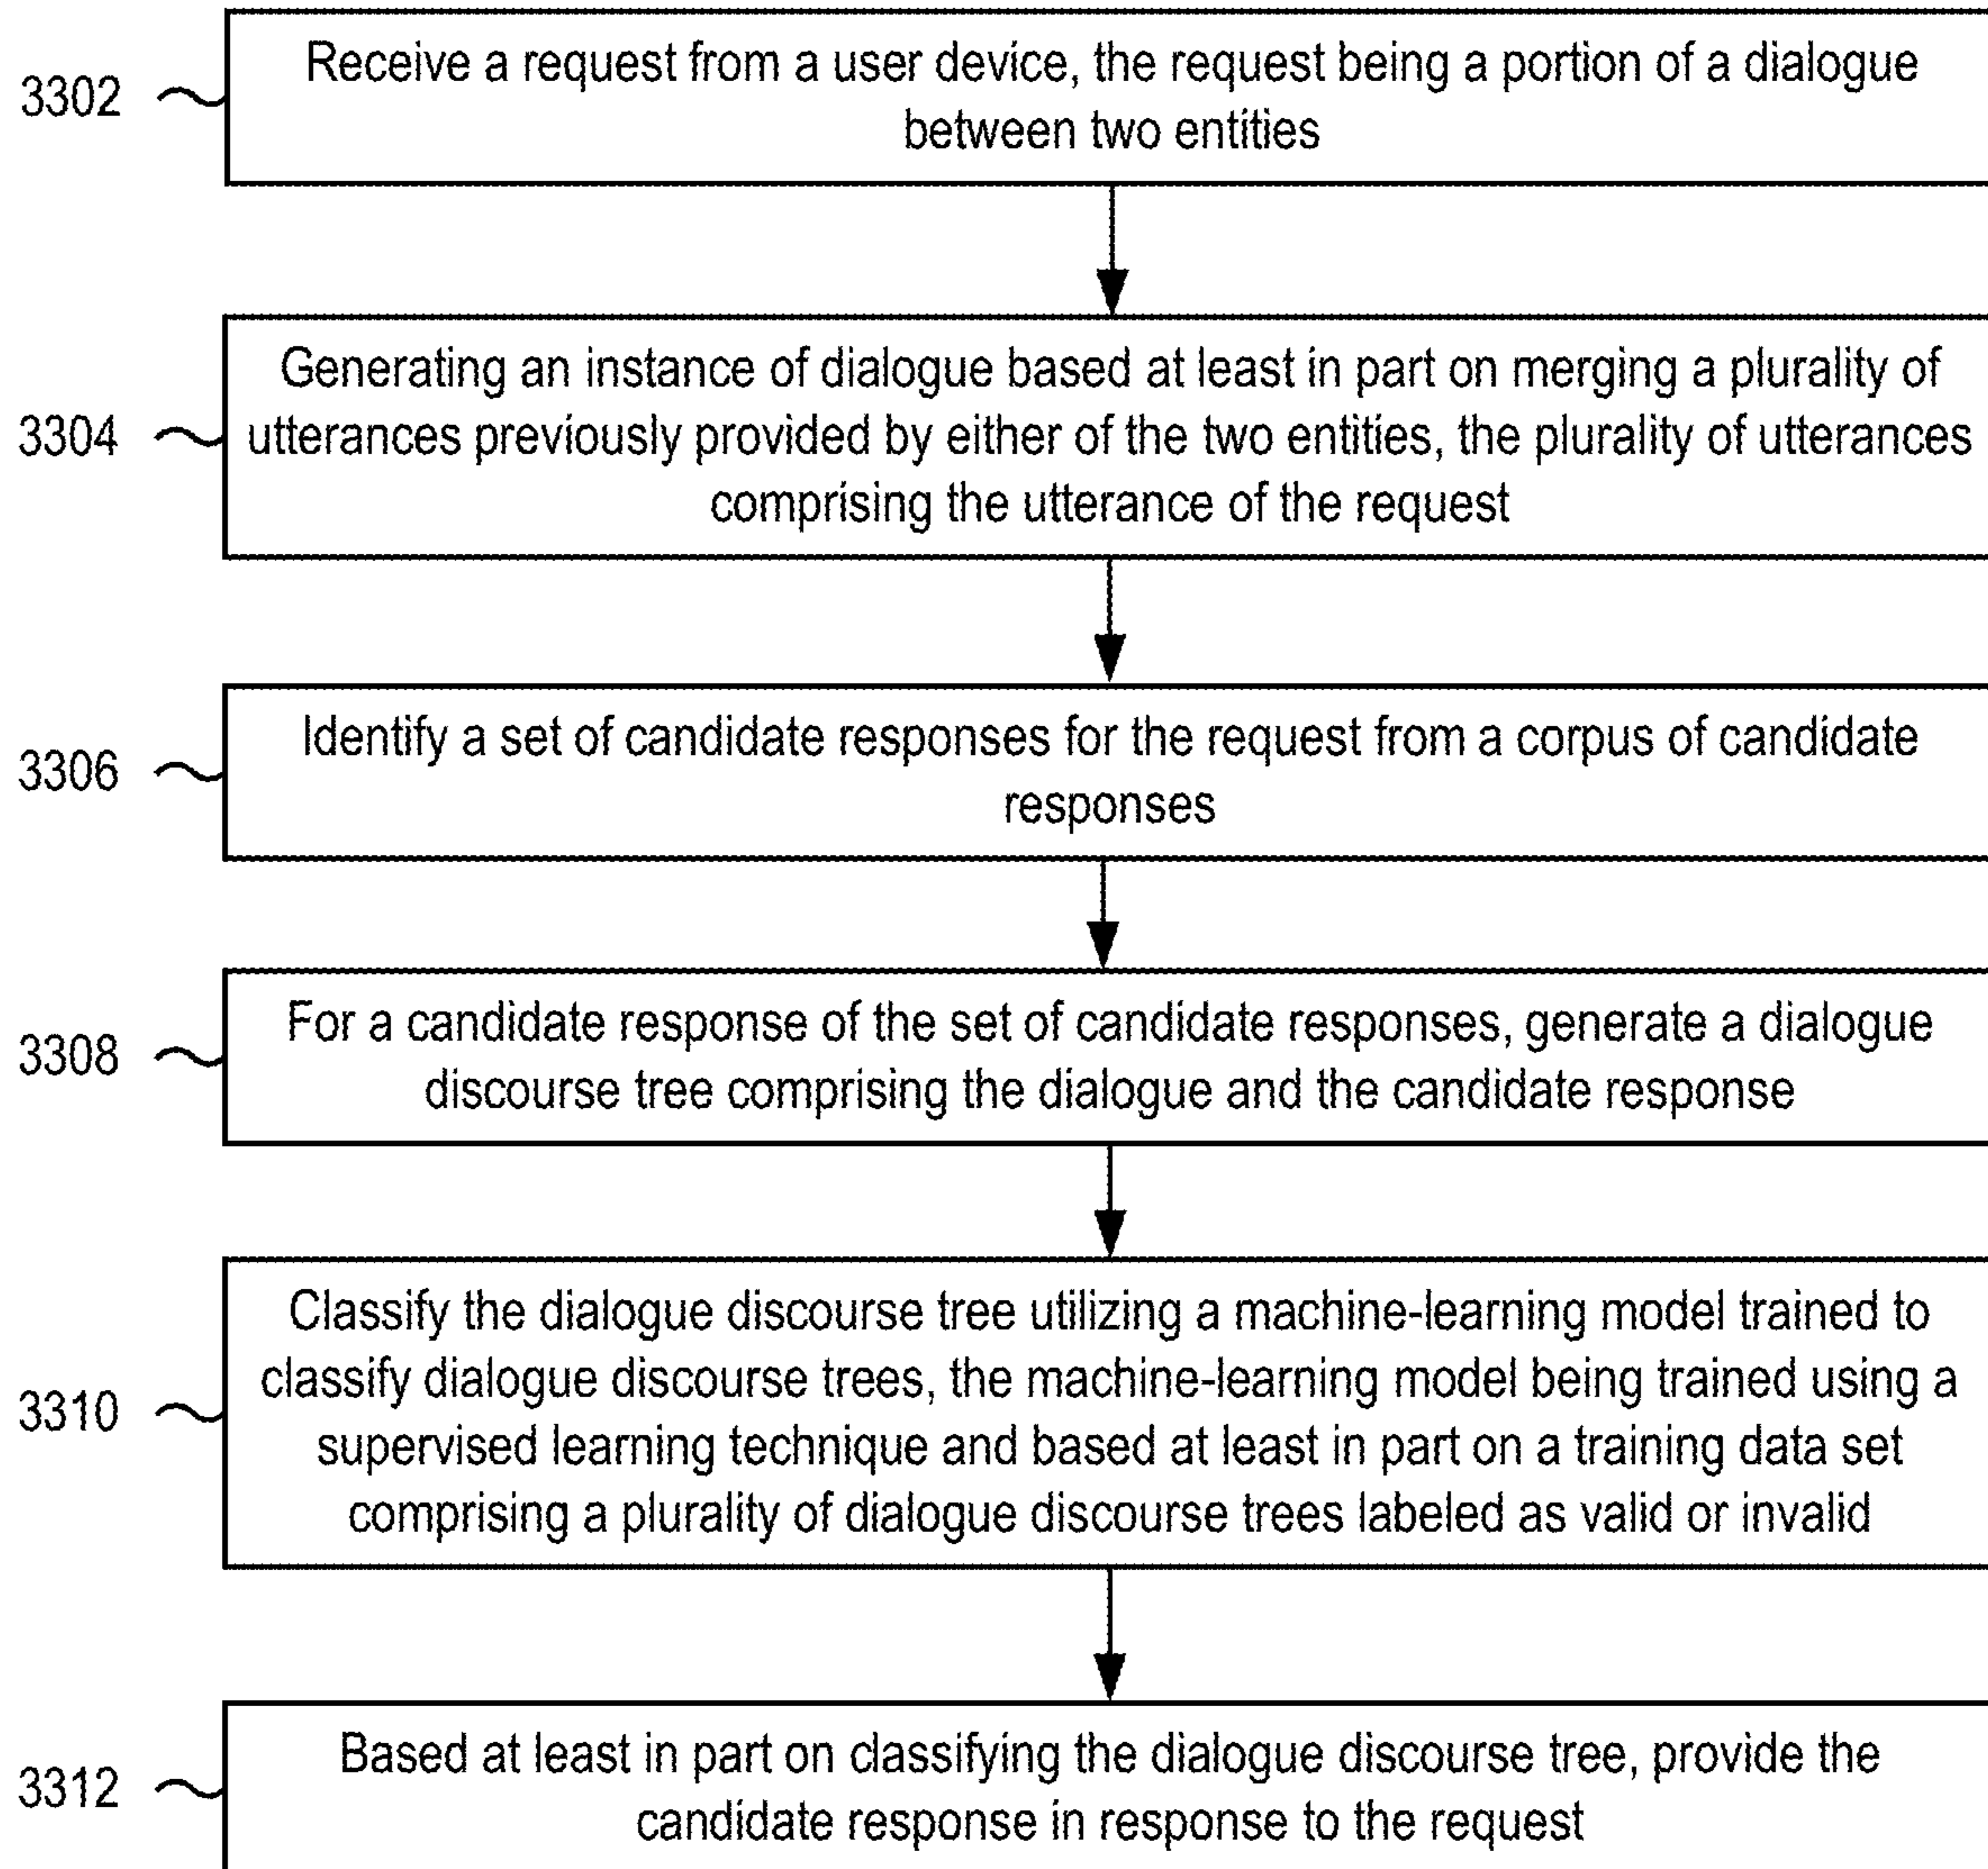 3302
Receive a request from a user device, the request being a portion of a dialogue
between two entities
3304
Generating an instance of dialogue based at least in part on merging a plurality of
utterances previously provided by either of the two entities, the plurality of utterances
comprising the utterance of the request
3306
Identify a set of candidate responses for the request from a corpus of candidate
responses
3308
For a candidate response of the set of candidate responses, generate a dialogue
discourse tree comprising the dialogue and the candidate response
3310
Classify the dialogue discourse tree utilizing a machine-learning model trained to
classify dialogue discourse trees, the machine-learning model being trained using a
supervised learning technique and based at least in part on a training data set
comprising a plurality of dialogue discourse trees labeled as valid or invalid
3312
Based at least in part on classifying the dialogue discourse tree, provide the
candidate response in response to the request